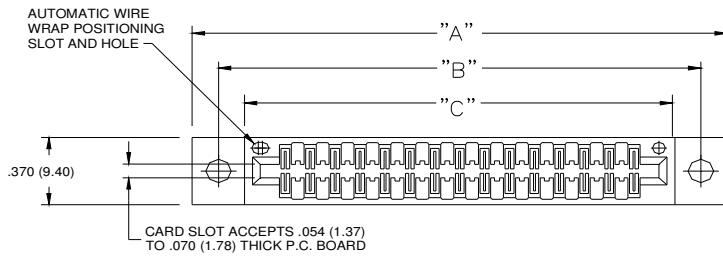 AUTOMATIC WIRE
WRAP POSITIONING
SLOT AND HOLE
"A"
"B"
"C"
.370 (9.40)
CARD SLOT ACCEPTS .054 (1.37)
TO .070 (1.78) THICK P.C. BOARD